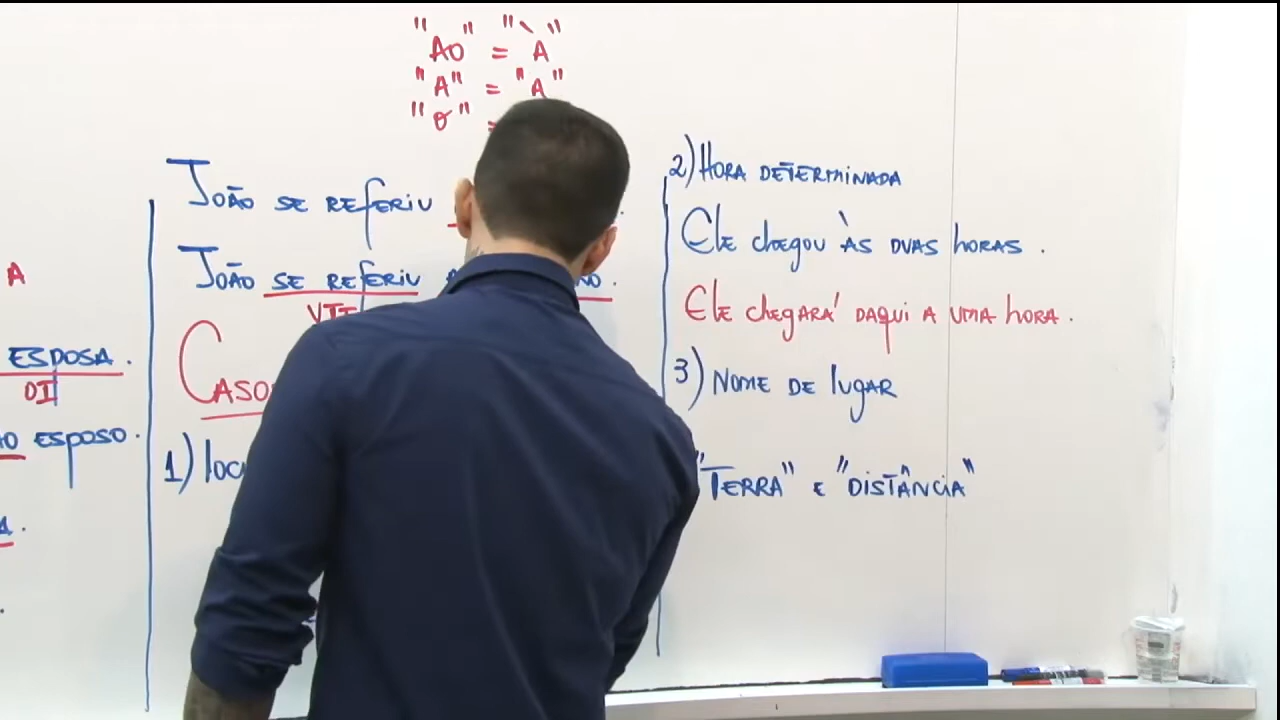 "Ao" = "À"
"A" = "A"
"O" =
A
ESPOSA.
OI
ESPOSO.
JOÃO SE REFERIU
JOÃO SE REFERIU
VTI
CASO
1) loc
2) HORA DETERMINADA
Ele chegou às duas horas.
Ele chegará daqui a uma hora.
3) NOME DE lugar
"TERRA" e "DISTÂNCIA"